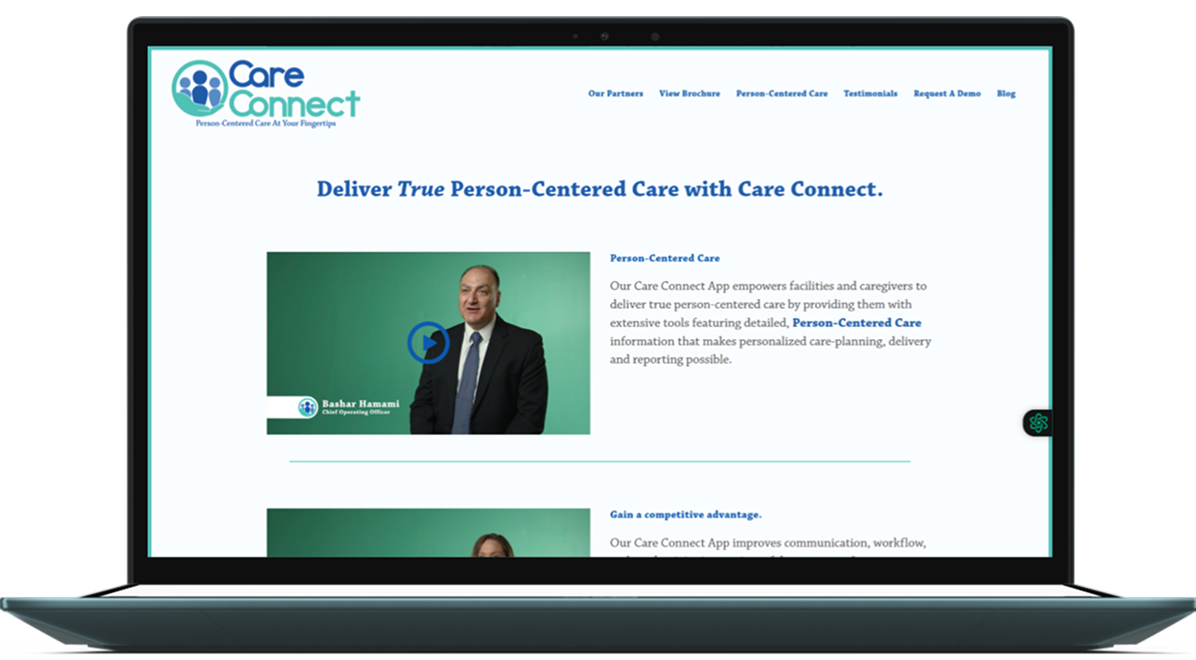 Care
Connect
Person-Centered Care At Your Fingertips
Our Partners View Brochure Person-Centered Care Testimonials Request A Demo Blog
Deliver True Person-Centered Care with Care Connect.
Person-Centered Care
Our Care Connect App empowers facilities and caregivers to
deliver true person-centered care by providing them with
extensive tools featuring detailed, Person-Centered Care
information that makes personalized care-planning, delivery
and reporting possible.
Bashar Hamami
Chief Operating Officer
Gain a competitive advantage.
Our Care Connect App improves communication, workflow,